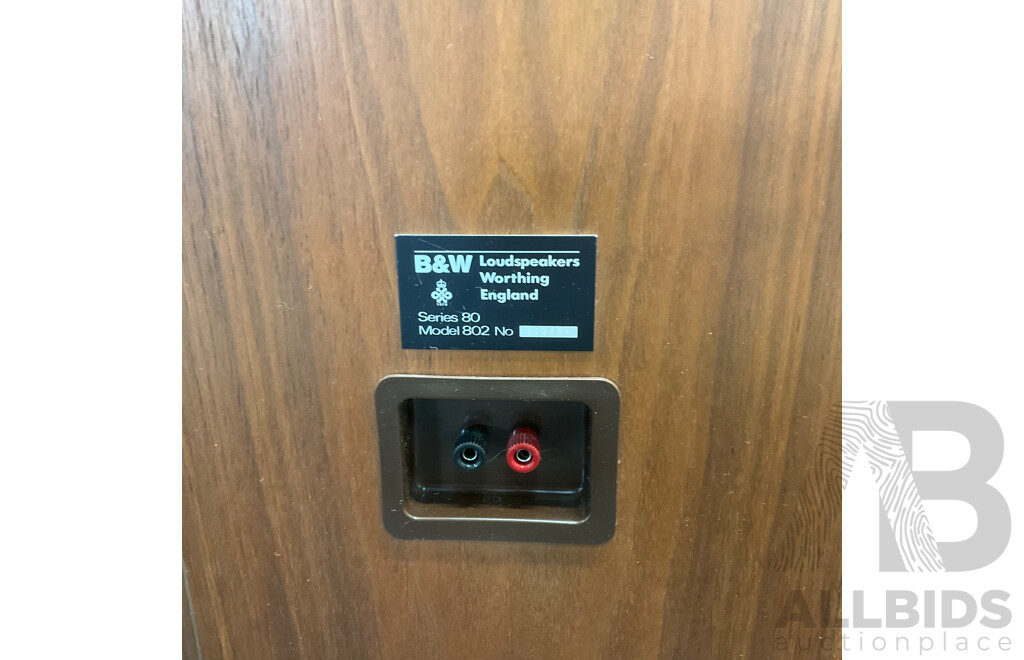 B&W Loudspeakers
Worthing
England
Series 80
Model 802 No
B
ALLBIDS
auctionplace